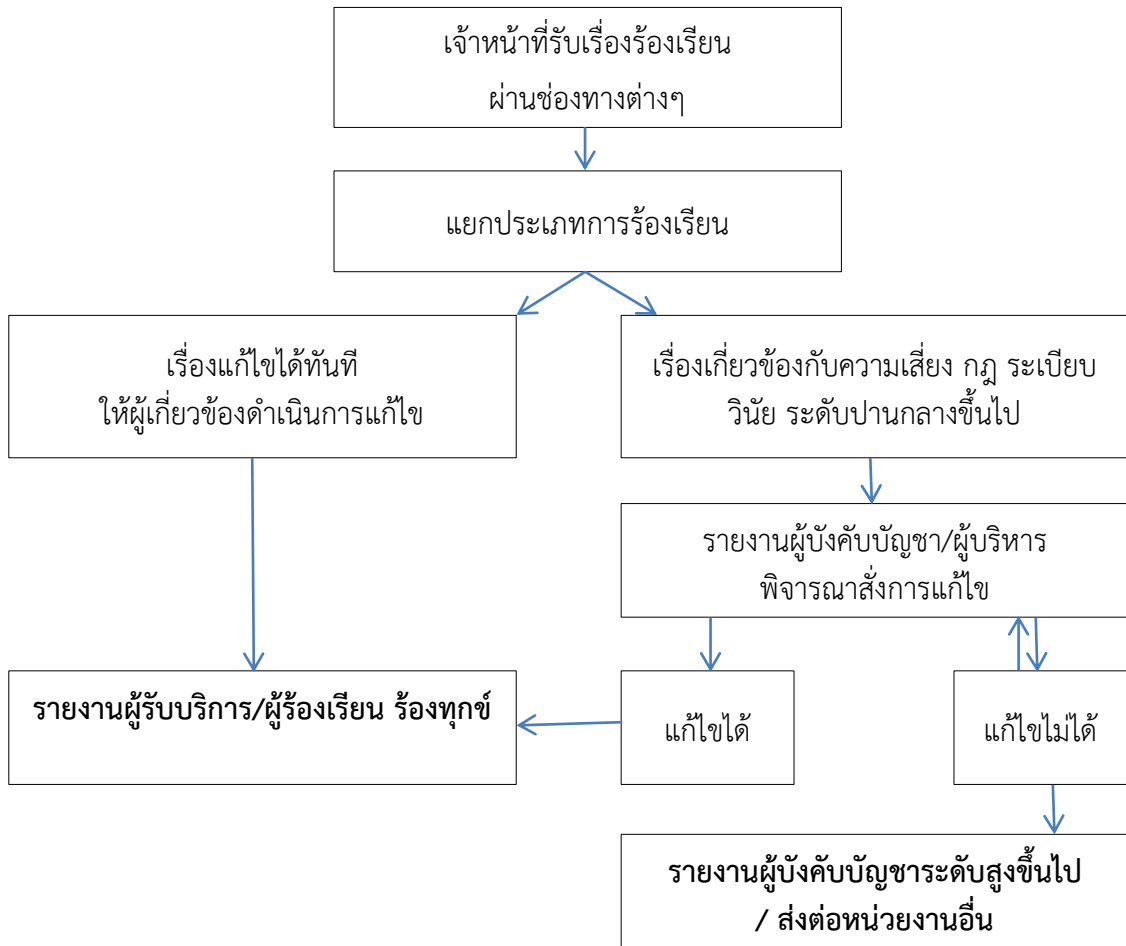 เจ้าหน้าที่รับเรื่องร้องเรียน
ผ่านช่องทางต่างๆ
แยกประเภทการร้องเรียน
เรื่องแก้ไขได้ทันที
ให้ผู้เกี่ยวข้องดำเนินการแก้ไข
เรื่องเกี่ยวข้องกับความเสี่ยง กฎ ระเบียบ
วินัย ระดับปานกลางขึ้นไป
รายงานผู้บังคับบัญชา/ผู้บริหาร
พิจารณาสั่งการแก้ไข
รายงานผู้รับบริการ/ผู้ร้องเรียน ร้องทุกข์
แก้ไขได้
แก้ไขไม่ได้
รายงานผู้บังคับบัญชาระดับสูงขึ้นไป
/ ส่งต่อหน่วยงานอื่น